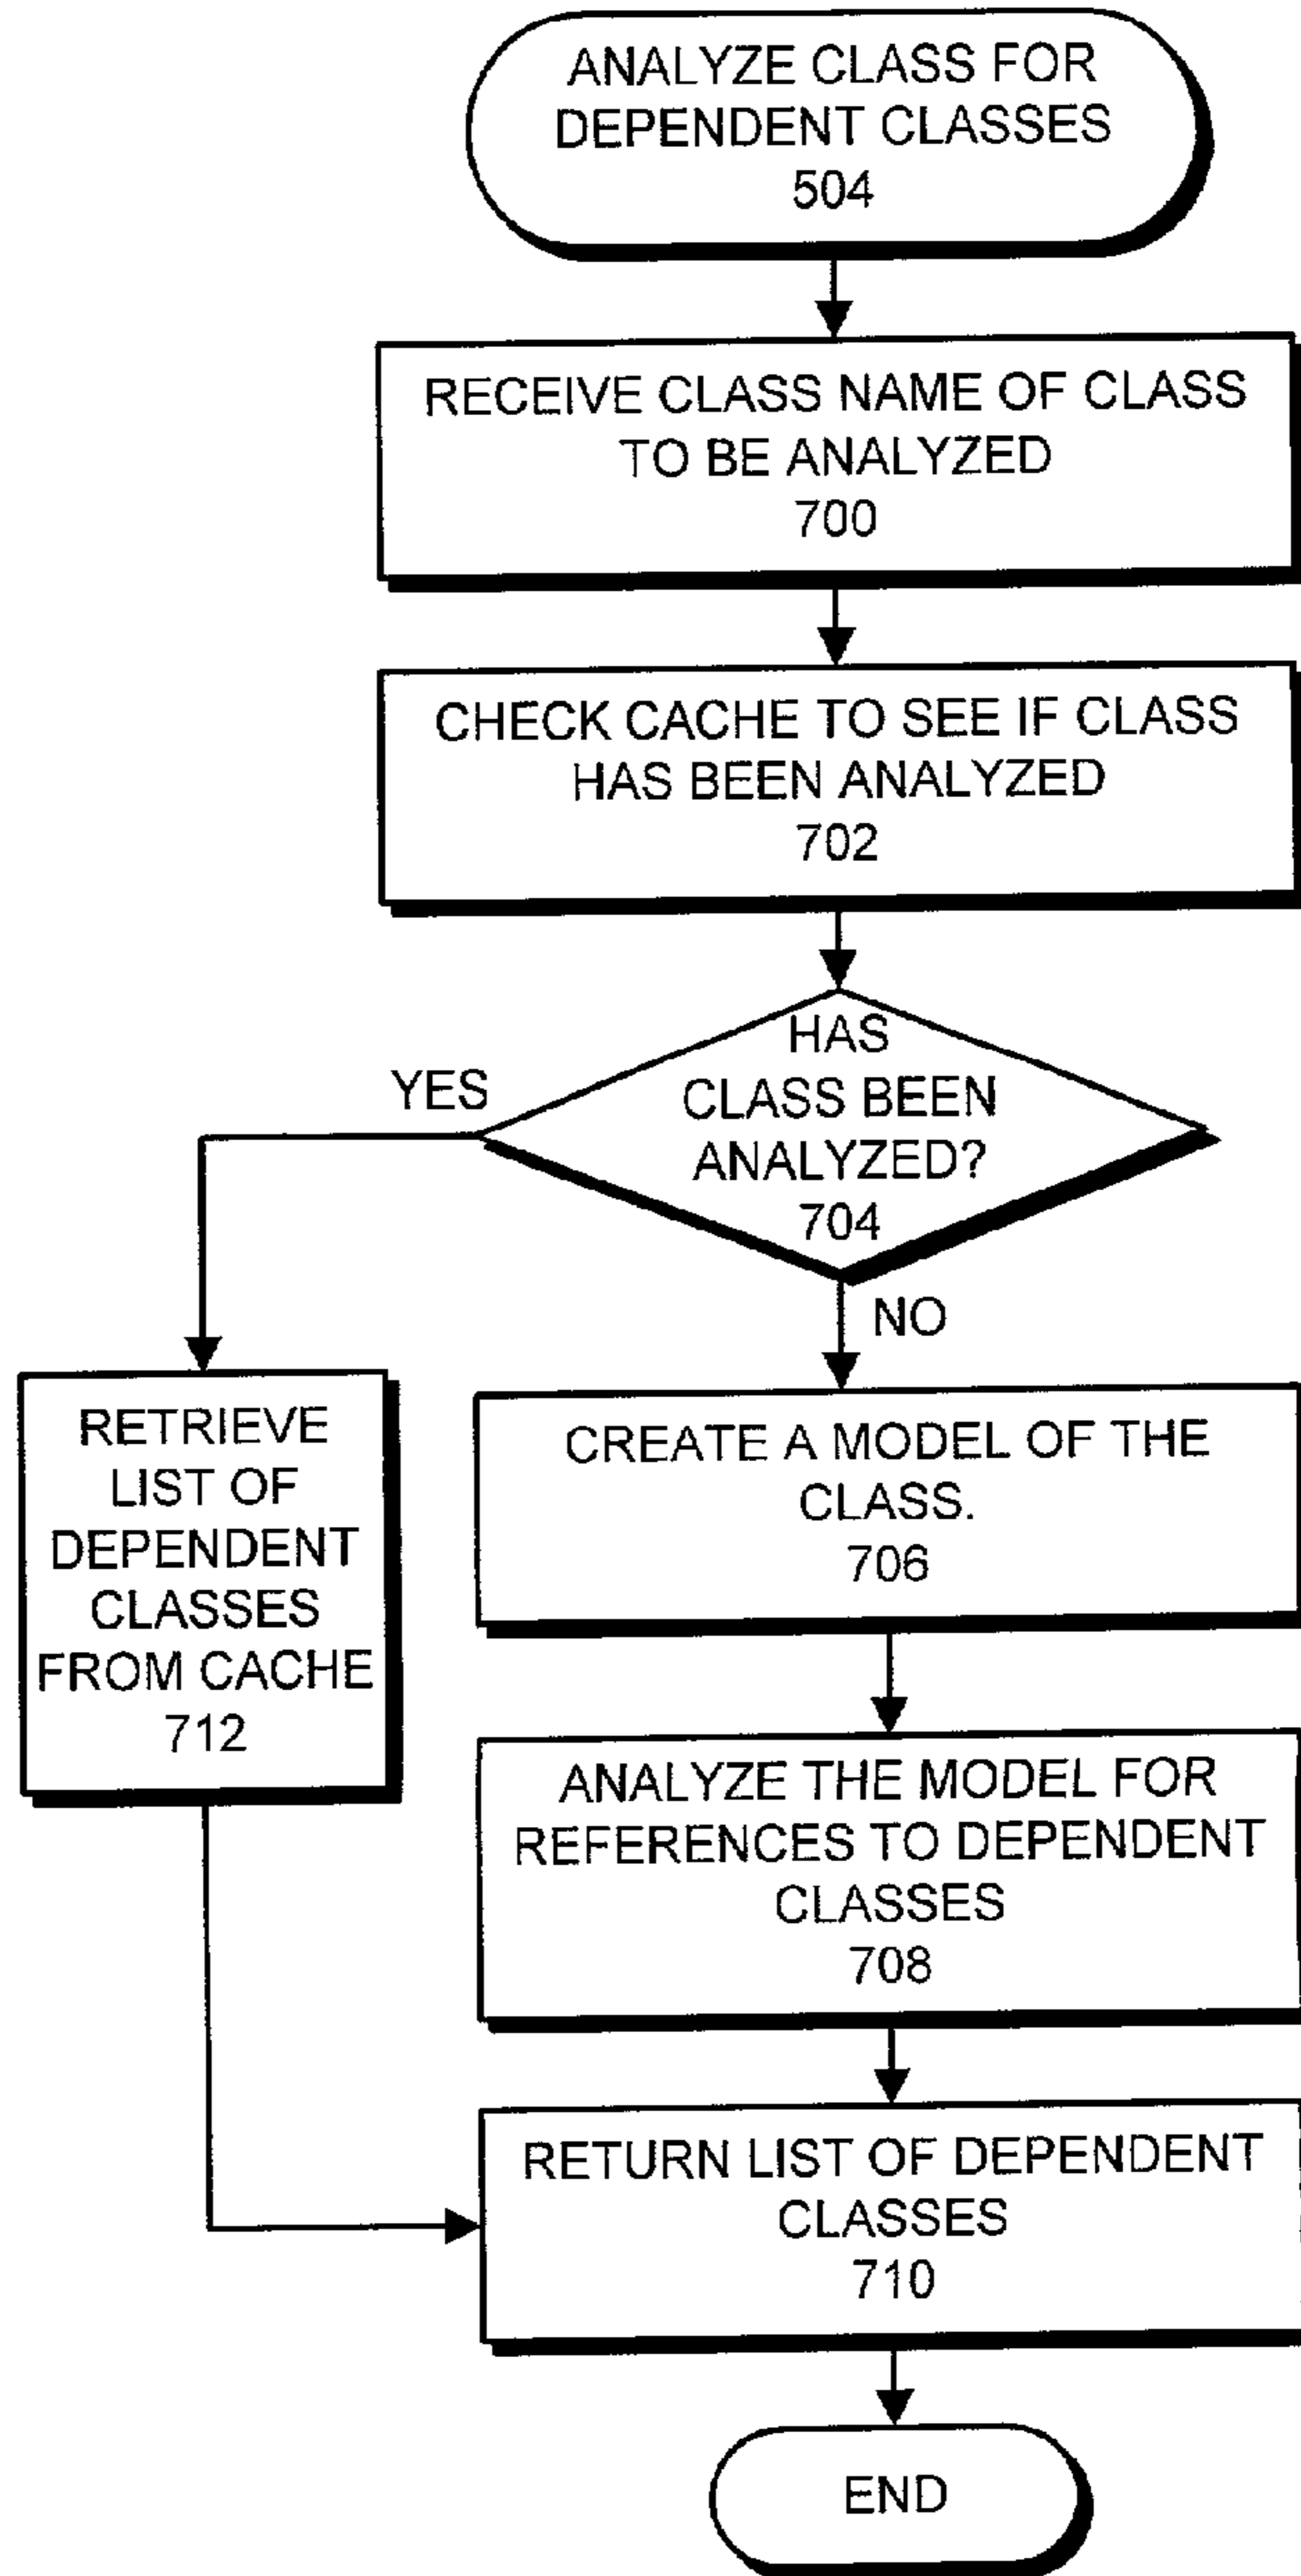 ANALYZE CLASS FOR
DEPENDENT CLASSES
504
RECEIVE CLASS NAME OF CLASS
TO BE ANALYZED
700
CHECK CACHE TO SEE IF CLASS
HAS BEEN ANALYZED
702
HAS
CLASS BEEN
ANALYZED?
704
YES
NO
RETRIEVE
LIST OF
DEPENDENT
CLASSES
FROM CACHE
712
CREATE A MODEL OF THE
CLASS.
706
ANALYZE THE MODEL FOR
REFERENCES TO DEPENDENT
CLASSES
708
RETURN LIST OF DEPENDENT
CLASSES
710
END